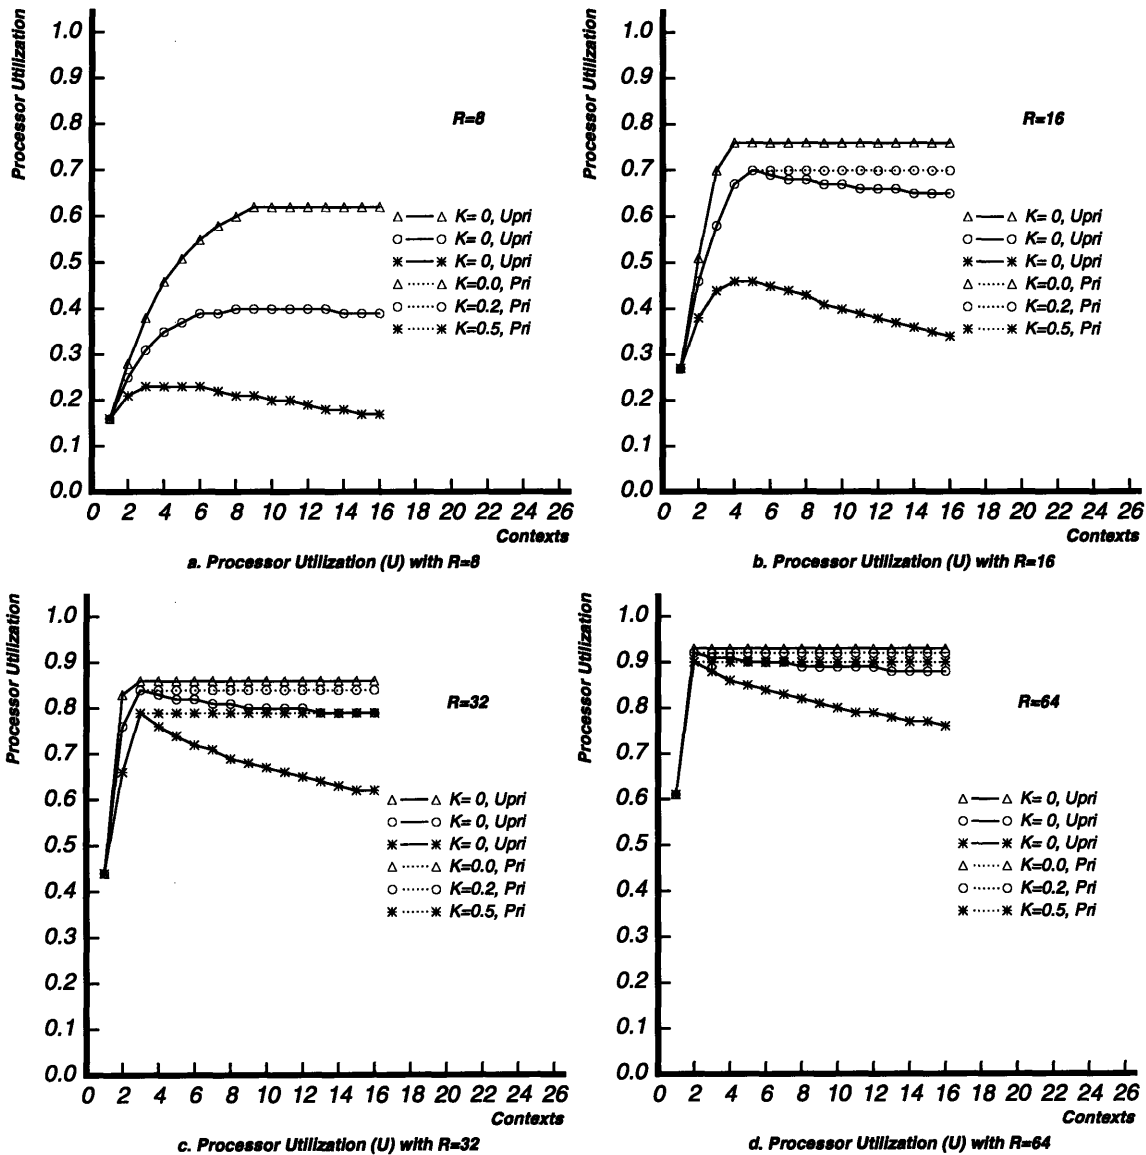 Processor Utilization
1.0
0.9
0.8
0.7
0.6
0.5
0.4
0.3
0.2
0.1
0.0
R=8
K= 0, Upri
K= 0, Upri
K= 0, Upri
K=0.0, Pri
K=0.2, Pri
K=0.5, Pri
0 2 4 6 8 10 12 14 16 18 20 22 24 26
Contexts
a. Processor Utilization (U) with R=8
Processor Utilization
1.0
0.9
0.8
0.7
0.6
0.5
0.4
0.3
0.2
0.1
0.0
R=16
K= 0, Upri
K= 0, Upri
K= 0, Upri
K=0.0, Pri
K=0.2, Pri
K=0.5, Pri
0 2 4 6 8 10 12 14 16 18 20 22 24 26
Contexts
b. Processor Utilization (U) with R=16
Processor Utilization
1.0
0.9
0.8
0.7
0.6
0.5
0.4
0.3
0.2
0.1
0.0
R=32
K= 0, Upri
K= 0, Upri
K= 0, Upri
K=0.0, Pri
K=0.2, Pri
K=0.5, Pri
0 2 4 6 8 10 12 14 16 18 20 22 24 26
Contexts
c. Processor Utilization (U) with R=32
Processor Utilization
1.0
0.9
0.8
0.7
0.6
0.5
0.4
0.3
0.2
0.1
0.0
R=64
K= 0, Upri
K= 0, Upri
K= 0, Upri
K=0.0, Pri
K=0.2, Pri
K=0.5, Pri
0 2 4 6 8 10 12 14 16 18 20 22 24 26
Contexts
d. Processor Utilization (U) with R=64